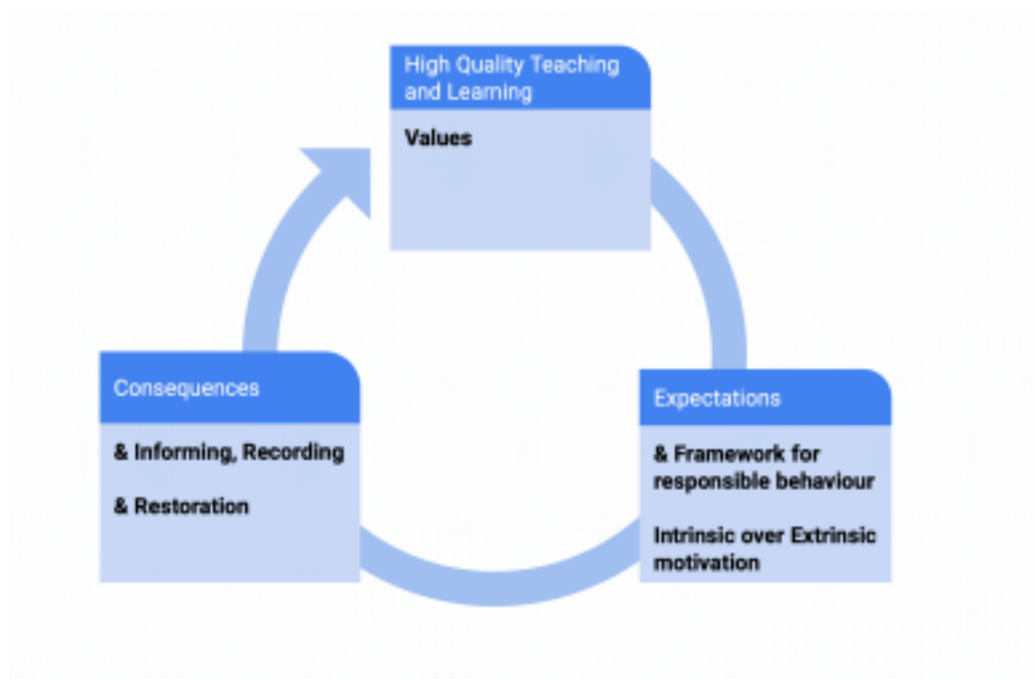 High Quality Teaching
and Learning
Values
Consequences
& Informing, Recording
& Restoration
Expectations
& Framework for
responsible behaviour
Intrinsic over Extrinsic
motivation